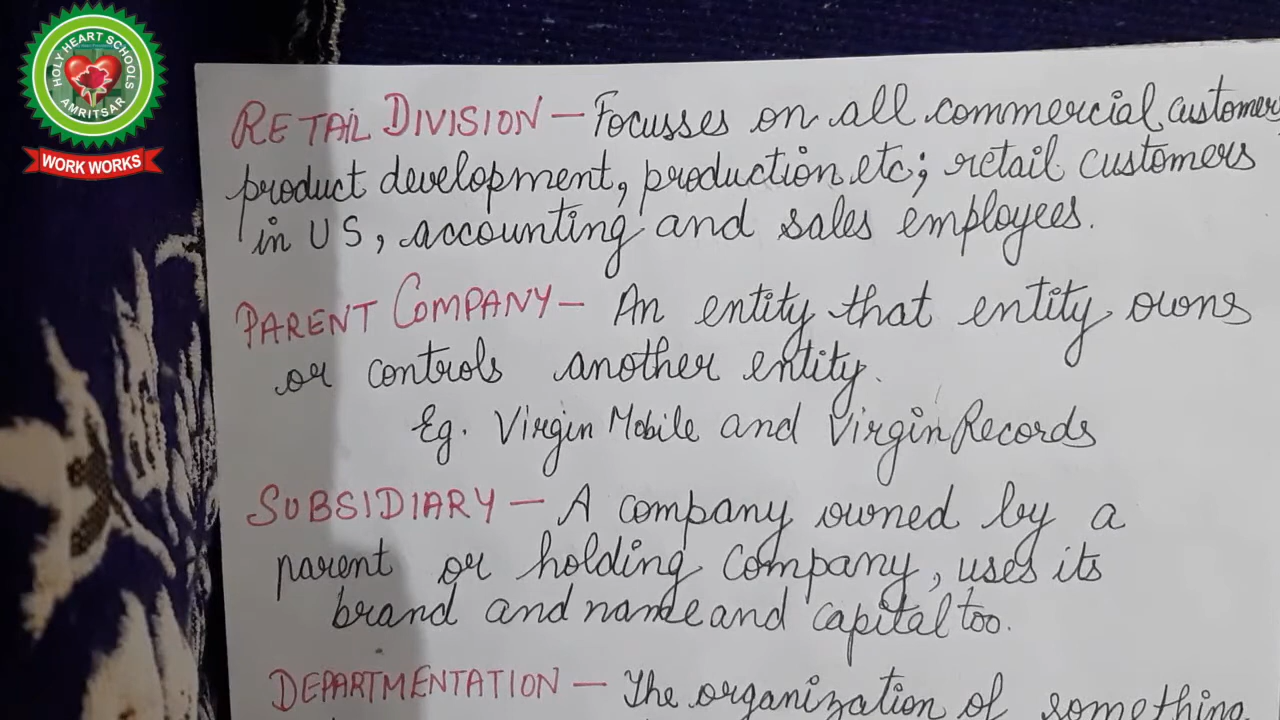 HOLY HEART SCHOOLS
AMRITSAR
WORK WORKS
RETAIL DIVISION — Focusses on all commercial customers
product development, production etc; retail customers
in US, accounting and sales employees.
PARENT COMPANY — An entity that entity owns
or controls another entity.
Eg. Virgin Mobile and Virgin Records
SUBSIDIARY — A company owned by a
parent or holding company, uses its
brand and name and capital too.
DEPARTMENTATION — The organization of something